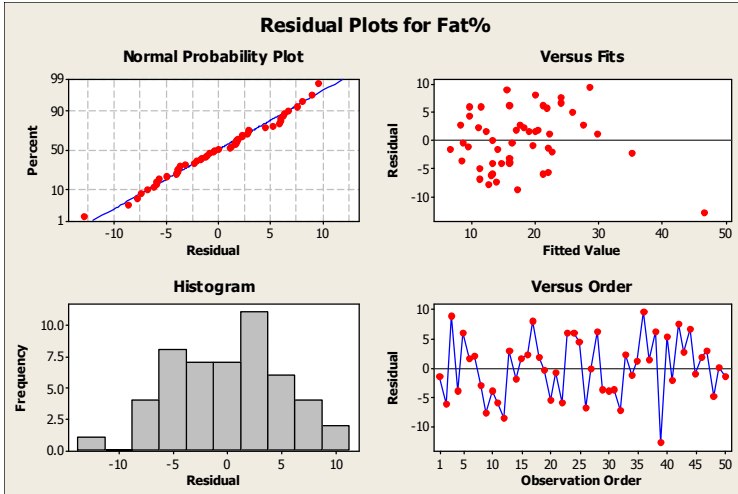 Residual Plots for Fat%
Normal Probability Plot
99
90
50
10
1
Percent
-10 -5 0 5 10
Residual
Versus Fits
10
5
0
-5
-10
Residual
10 20 30 40 50
Fitted Value
Histogram
10.0
7.5
5.0
2.5
0.0
Frequency
-10 -5 0 5 10
Residual
Versus Order
10
5
0
-5
-10
Residual
1 5 10 15 20 25 30 35 40 45 50
Observation Order